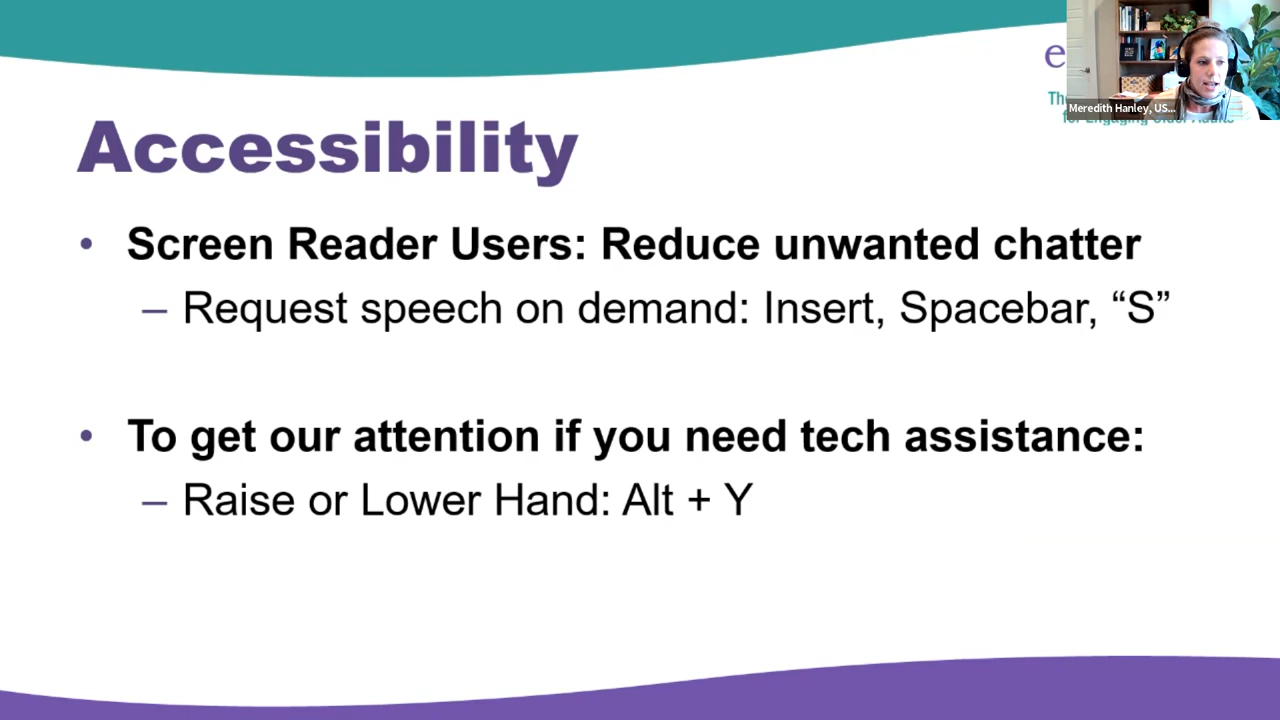 Accessibility
• Screen Reader Users: Reduce unwanted chatter
– Request speech on demand: Insert, Spacebar, “S”
• To get our attention if you need tech assistance:
– Raise or Lower Hand: Alt + Y
Meredith Hanley, US...